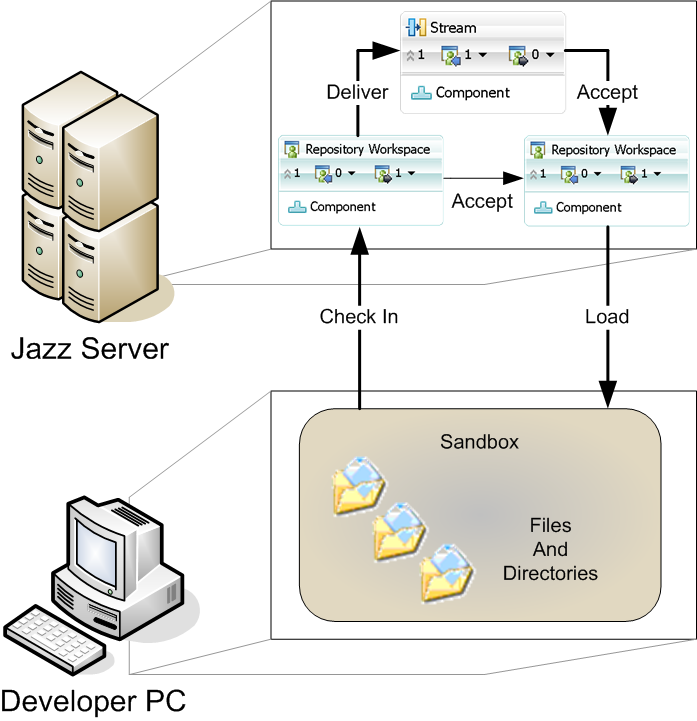 Stream
1 1 0
Deliver
Component
Accept
Repository Workspace
1 0 1
Component
Accept
Repository Workspace
1 0 1
Component
Jazz Server
Check In
Load
Sandbox
Files
And
Directories
Developer PC